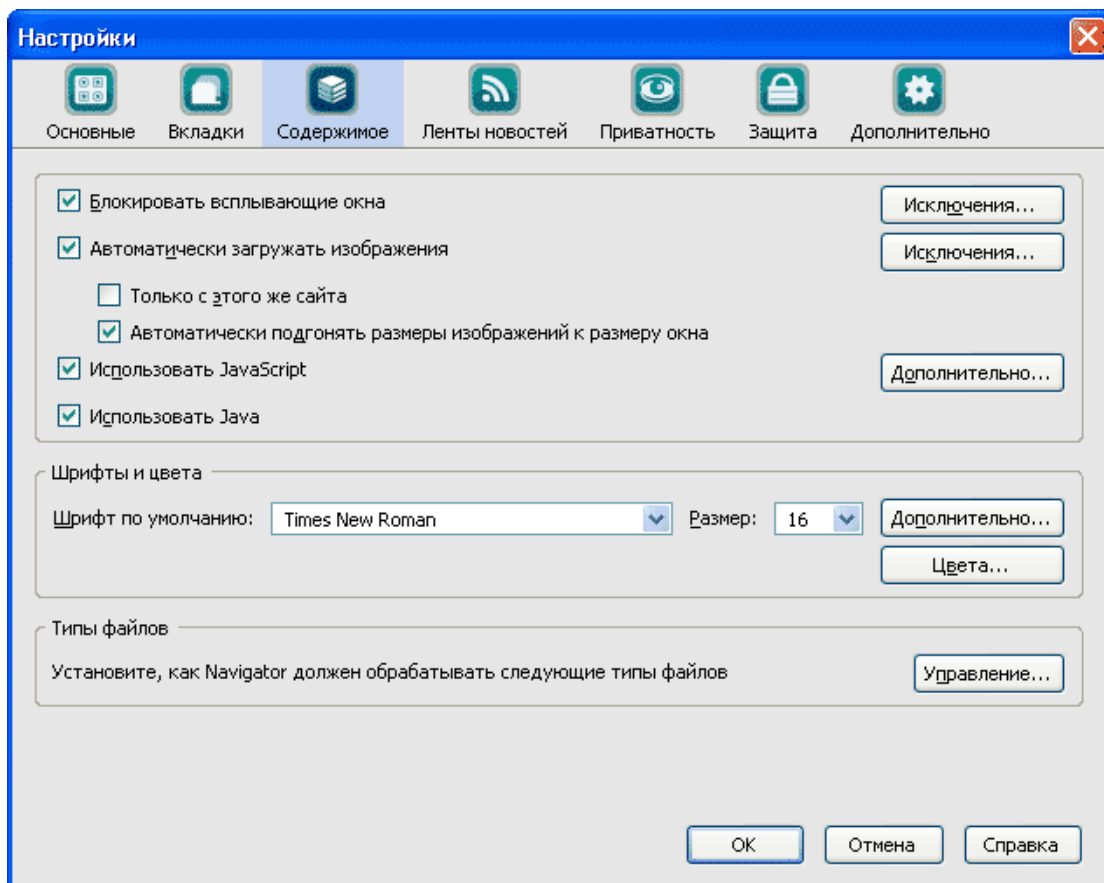 Настройки
Основные Вкладки Содержимое Ленты новостей Приватность Защита Дополнительно
Блокировать всплывающие окна Исключения...
Автоматически загружать изображения Исключения...
Только с этого же сайта
Автоматически подгонять размеры изображений к размеру окна
Использовать JavaScript Дополнительно...
Использовать Java
Шрифты и цвета
Шрифт по умолчанию: Times New Roman Размер: 16 Дополнительно...
Цвета...
Типы файлов
Установите, как Navigator должен обрабатывать следующие типы файлов Управление...
OK Отмена Справка